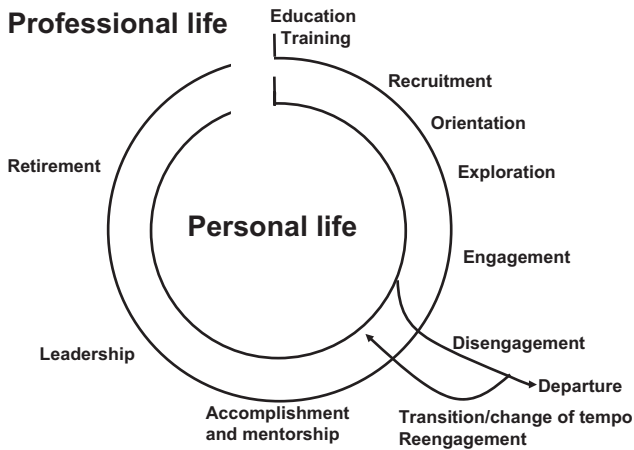 Professional life
Education
Training
Recruitment
Orientation
Exploration
Engagement
Disengagement
Departure
Transition/change of tempo
Reengagement
Accomplishment
and mentorship
Leadership
Retirement
Personal life